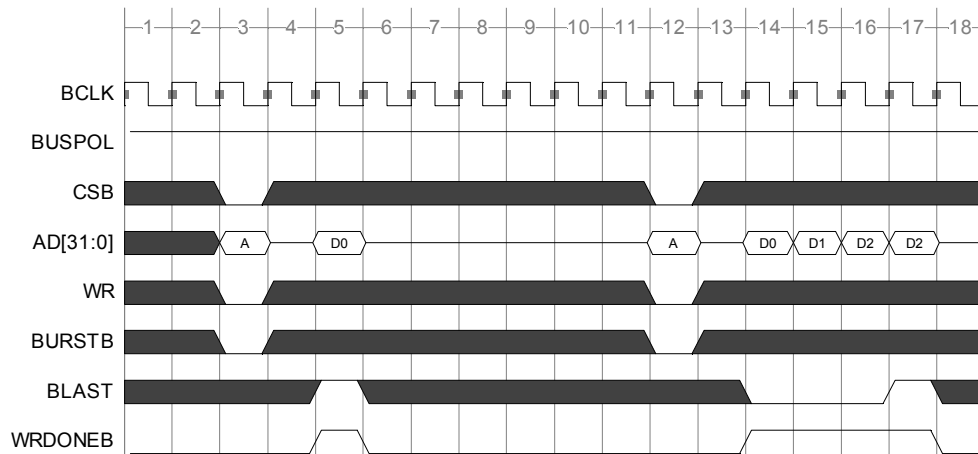 1 2 3 4 5 6 7 8 9 10 11 12 13 14 15 16 17 18
BCLK
BUSPOL
CSB
AD[31:0] A D0 A D0 D1 D2 D2
WR
BURSTB
BLAST
WRDONEB